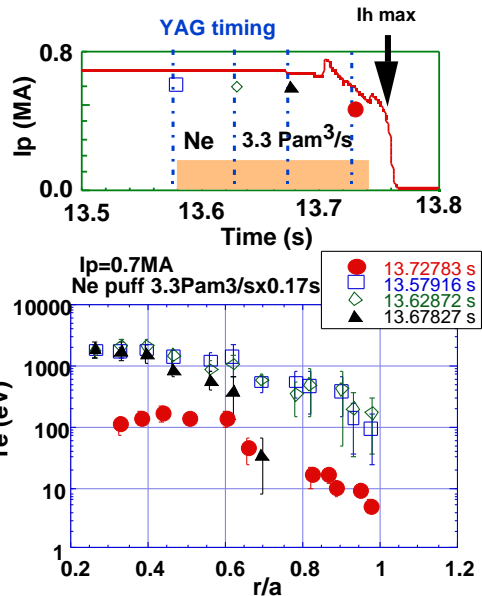 Ih max
YAG timing
0.8
Ip (MA)
Ne 3.3 Pam³/s
0.0
13.5 13.6 13.7 13.8
Time (s)
Ip=0.7MA
Ne puff 3.3Pam3/sx0.17s
13.72783 s
13.57916 s
13.62872 s
13.67827 s
10000
1000
100
10
1
Te (eV)
0.2 0.4 0.6 0.8 1 1.2
r/a